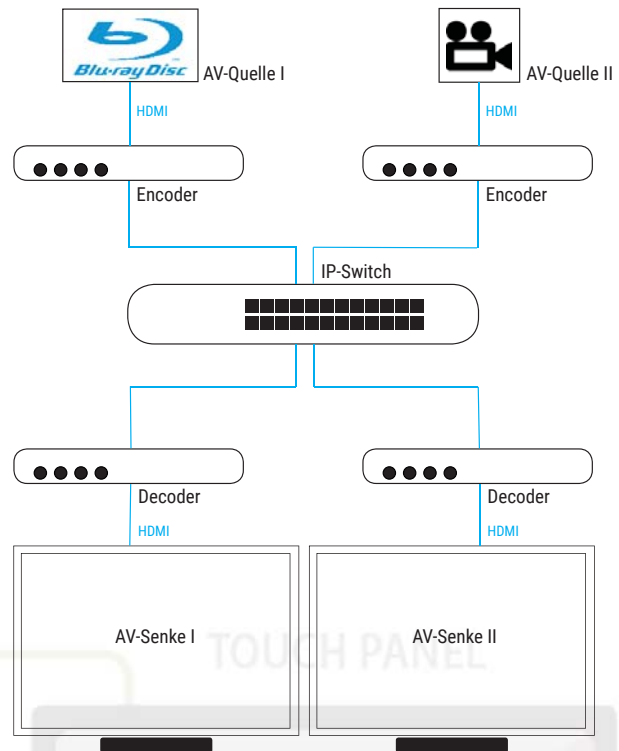 Blu-ray Disc
AV-Quelle I
AV-Quelle II
HDMI
HDMI
Encoder
Encoder
IP-Switch
Decoder
Decoder
HDMI
HDMI
AV-Senke I
AV-Senke II
TOUCH PANEL